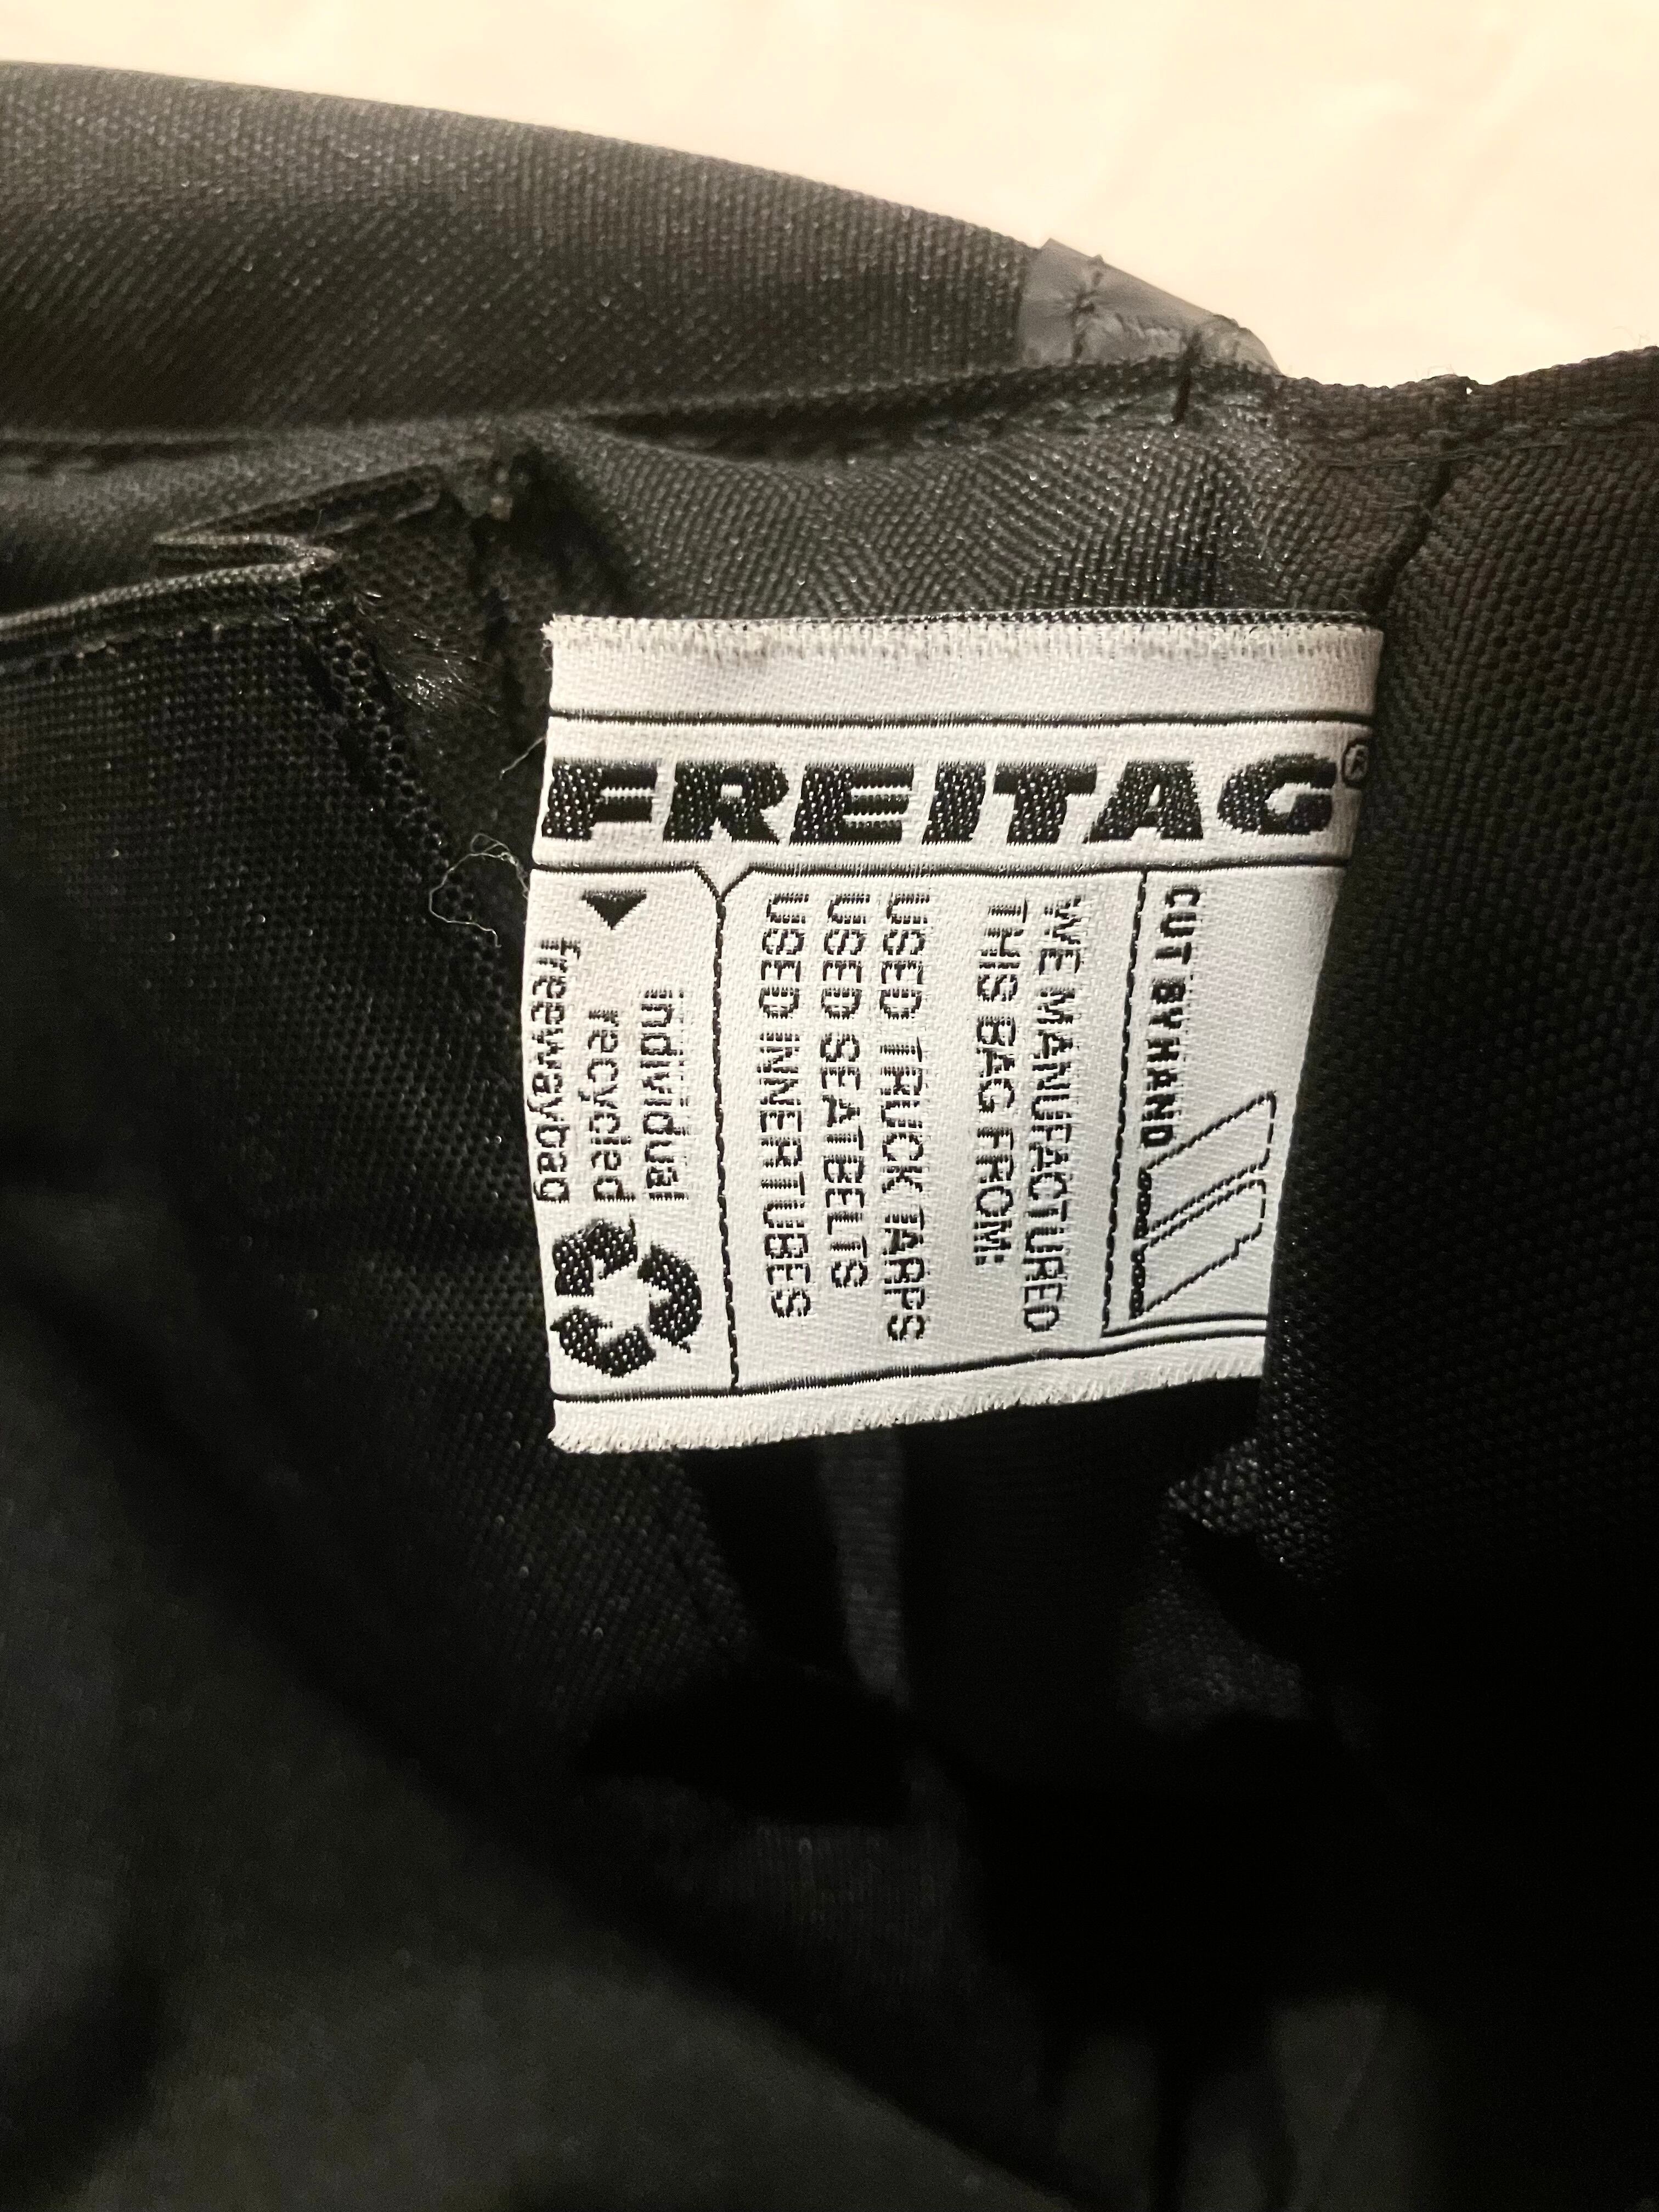 FREITAG®
CUT BY HAND
WE MANUFACTURED
THIS BAG FROM:
USED TRUCK TARPS
USED SEATBELTS
USED INNERTUBES
individual
recycled
freewaybag